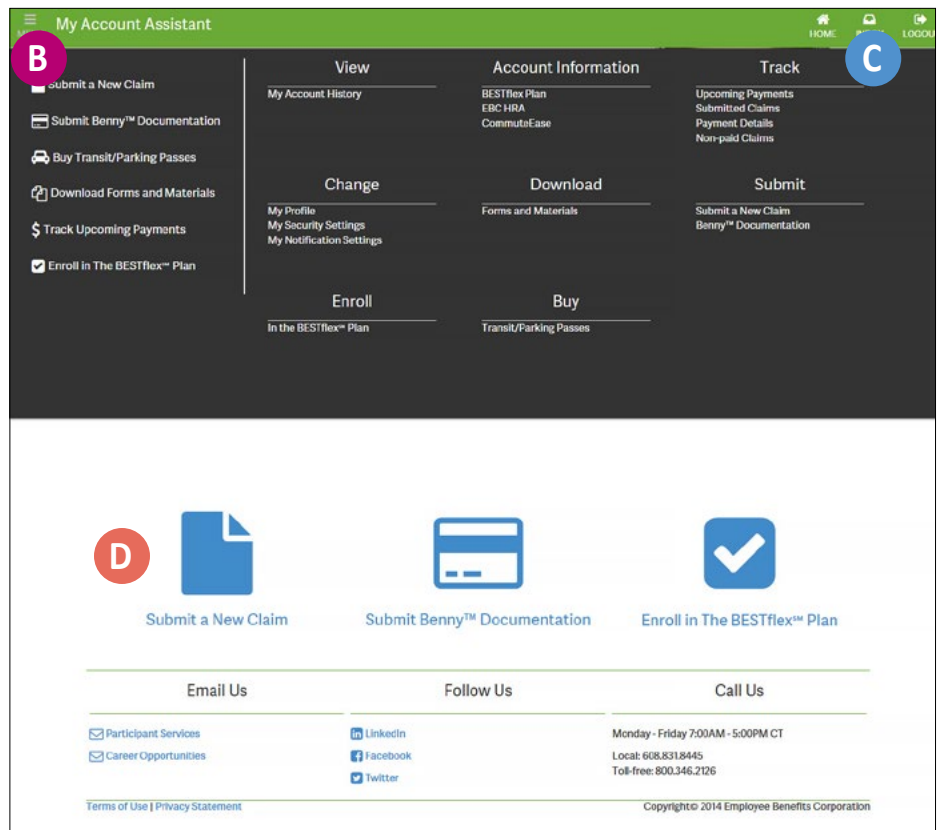 My Account Assistant
HOME
LOGOU
B
C
Submit a New Claim
Submit Benny™ Documentation
Buy Transit/Parking Passes
Download Forms and Materials
$ Track Upcoming Payments
Enroll in The BESTflex℠ Plan
View
My Account History
Account Information
BESTflex Plan
EBC HRA
CommuteEase
Track
Upcoming Payments
Submitted Claims
Payment Details
Non-paid Claims
Change
My Profile
My Security Settings
My Notification Settings
Download
Forms and Materials
Submit
Submit a New Claim
Benny™ Documentation
Enroll
In the BESTflex℠ Plan
Buy
Transit/Parking Passes
D
Submit a New Claim
Submit Benny™ Documentation
Enroll in The BESTflex℠ Plan
Email Us
Participant Services
Career Opportunities
Follow Us
LinkedIn
Facebook
Twitter
Call Us
Monday - Friday 7:00AM - 5:00PM CT
Local: 608.831.8445
Toll-free: 800.346.2126
Terms of Use | Privacy Statement
Copyright© 2014 Employee Benefits Corporation